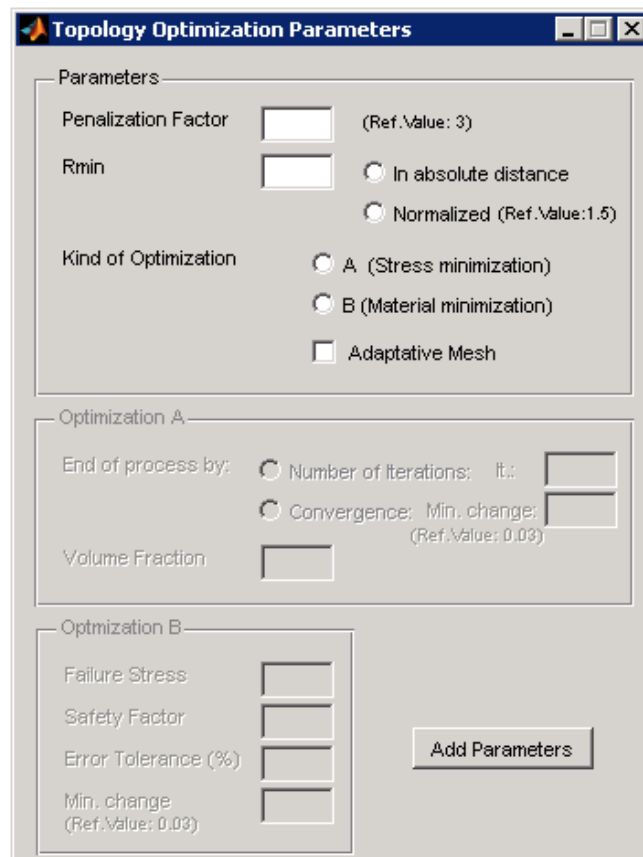 Topology Optimization Parameters
Parameters
Penalization Factor (Ref.Value: 3)
Rmin In absolute distance
Normalized (Ref.Value:1.5)
Kind of Optimization A (Stress minimization)
B (Material minimization)
Adaptative Mesh
Optimization A
End of process by: Number of Iterations: It.:
Convergence: Min. change:
(Ref.Value: 0.03)
Volume Fraction
Optmization B
Failure Stress
Safety Factor
Error Tolerance (%)
Add Parameters
Min. change
(Ref.Value: 0.03)